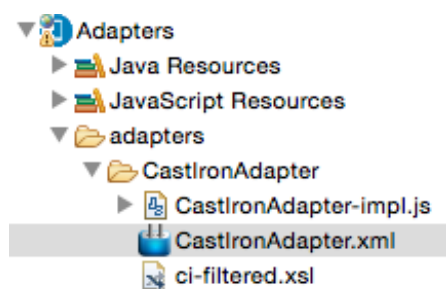 Adapters
Java Resources
JavaScript Resources
adapters
CastIronAdapter
CastIronAdapter-impl.js
CastIronAdapter.xml
ci-filtered.xsl